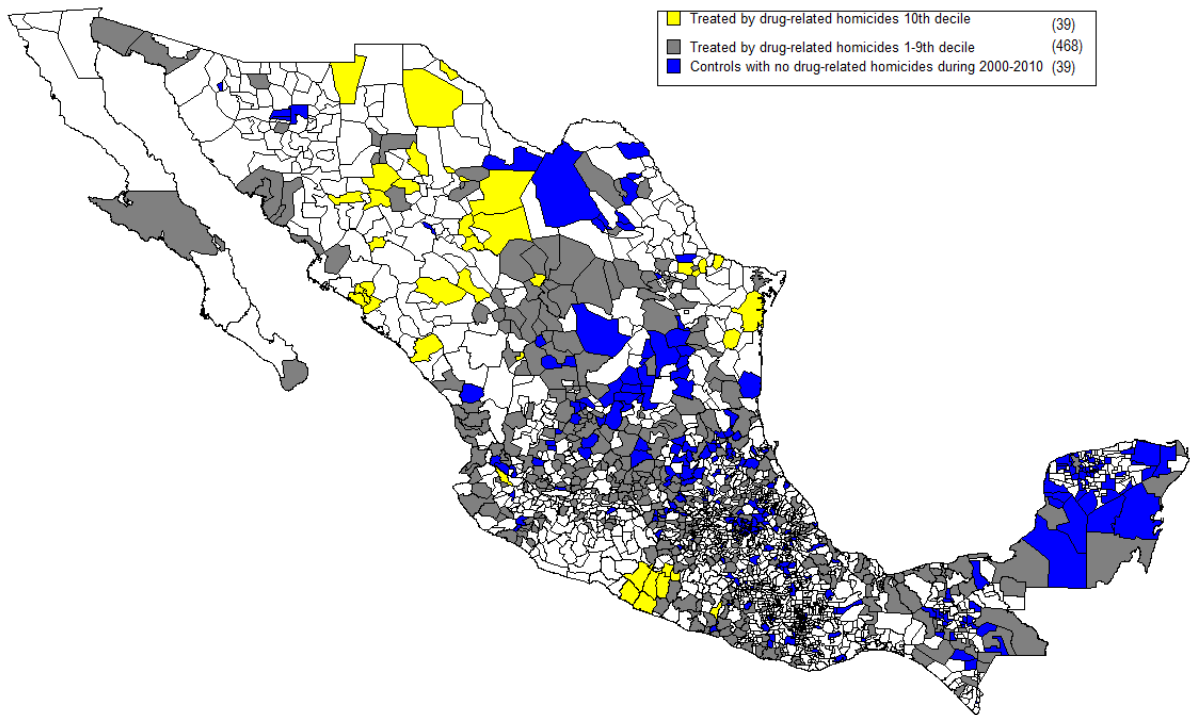 Treated by drug-related homicides 10th decile (39)
Treated by drug-related homicides 1-9th decile (468)
Controls with no drug-related homicides during 2000-2010 (39)